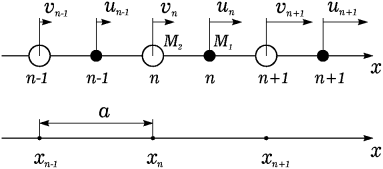 v_{n-1} u_{n-1} v_n u_n v_{n+1} u_{n+1}
M_2 M_1 x
n-1 n-1 n n n+1 n+1
a
x
x_{n-1} x_n x_{n+1}